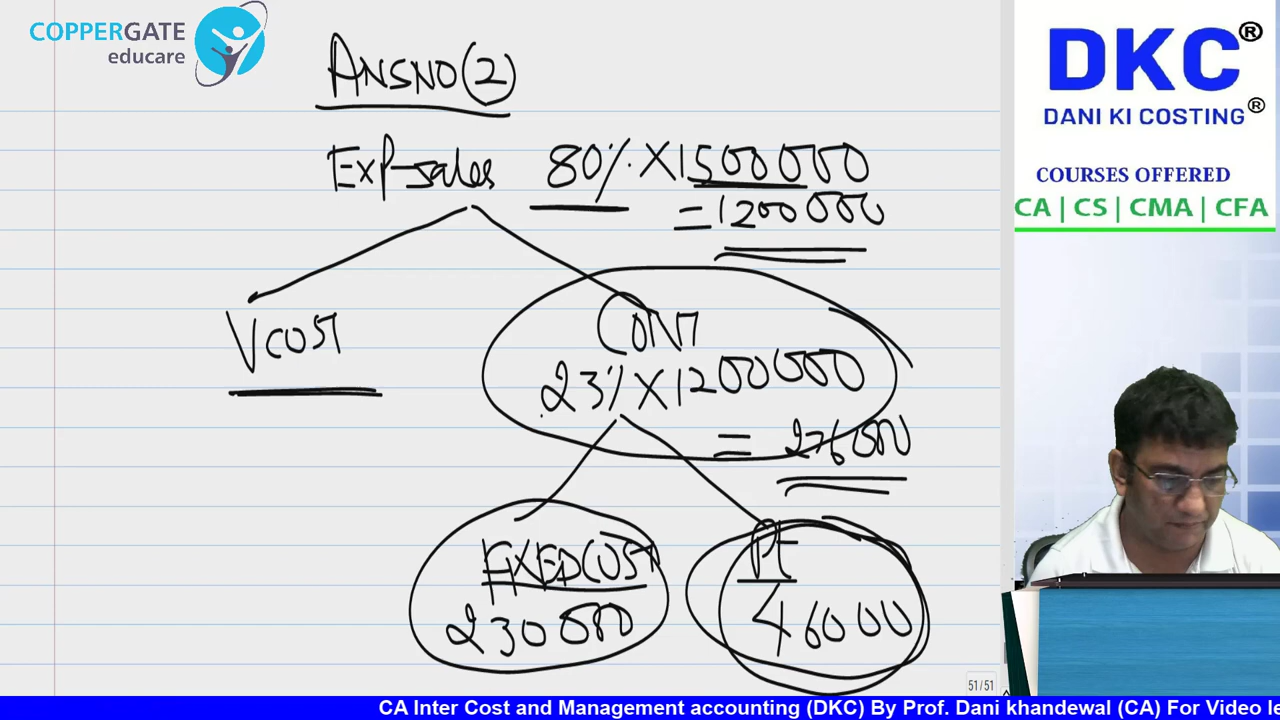 COPPERGATE
educare
ANSNO(2)
Exp-sales 80% X1500000
=1200000
VCOST
CONT
23% X1200000
= 276000
FIXEDCOST
230000
Pt
46000
51/51
DKC®
DANI KI COSTING®
COURSES OFFERED
CA | CS | CMA | CFA
CA Inter Cost and Management accounting (DKC) By Prof. Dani khandewal (CA) For Video le